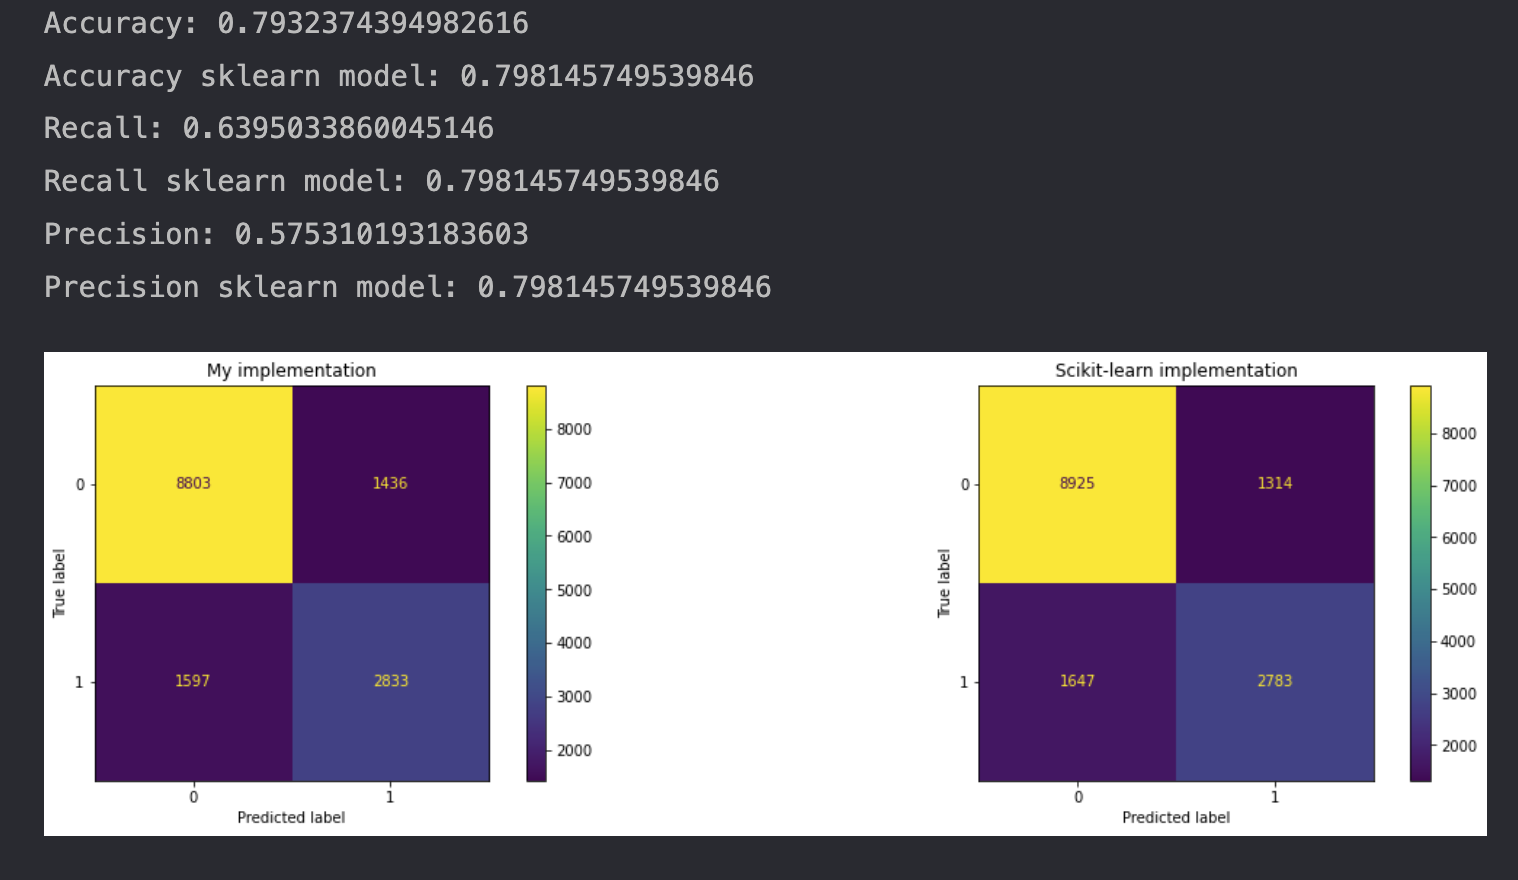 Accuracy: 0.7932374394982616
Accuracy sklearn model: 0.798145749539846
Recall: 0.6395033860045146
Recall sklearn model: 0.798145749539846
Precision: 0.575310193183603
Precision sklearn model: 0.798145749539846
My implementation
8803
1436
1597
2833
0
1
True label
0
1
Predicted label
8000
7000
6000
5000
4000
3000
2000
Scikit-learn implementation
8925
1314
1647
2783
0
1
True label
0
1
Predicted label
8000
7000
6000
5000
4000
3000
2000